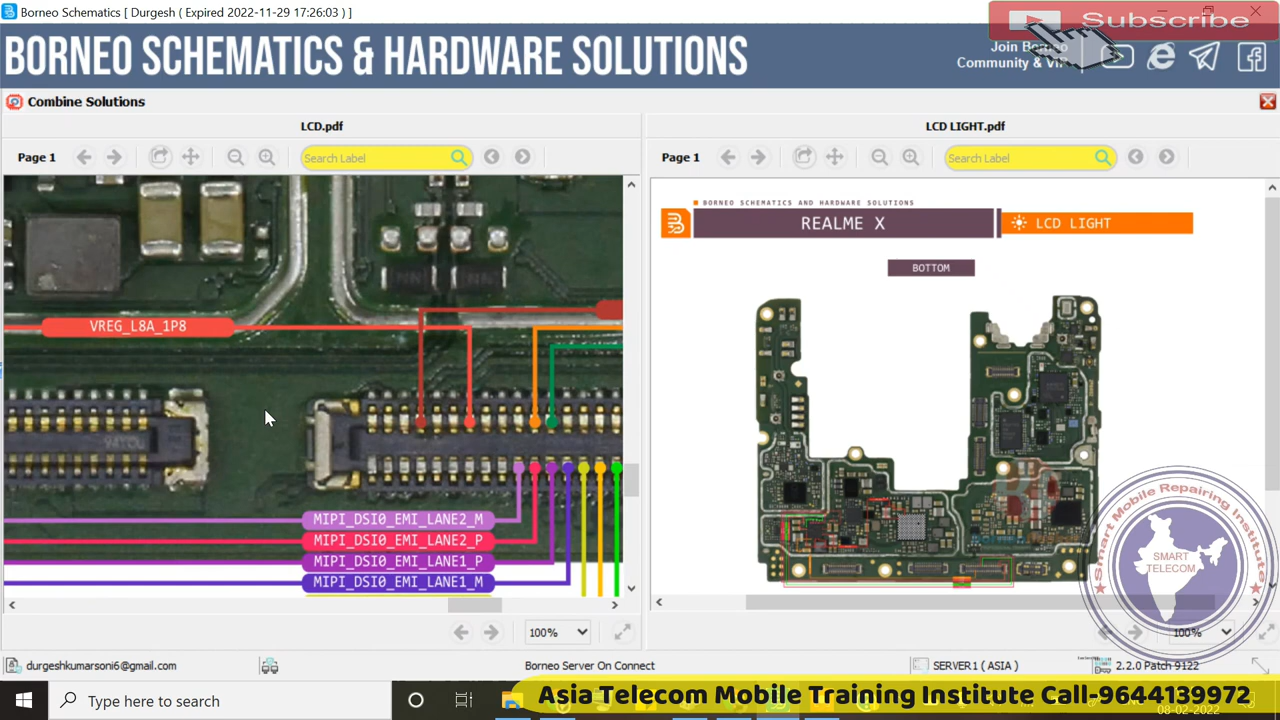 Borneo Schematics [ Durgesh ( Expired 2022-11-29 17:26:03 ) ]
Subscribe
BORNEO SCHEMATICS & HARDWARE SOLUTIONS
Join Borneo
Community & VIP
Combine Solutions
LCD.pdf
LCD LIGHT.pdf
Page 1
Search Label
Page 1
Search Label
BORNEO SCHEMATICS AND HARDWARE SOLUTIONS
REALME X
LCD LIGHT
BOTTOM
VREG_L8A_1P8
MIPI_DSI0_EMI_LANE2_M
MIPI_DSI0_EMI_LANE2_P
MIPI_DSI0_EMI_LANE1_P
MIPI_DSI0_EMI_LANE1_M
Smart Mobile Repairing Institute
SMART
TELECOM
100%
100%
durgeshkumarsoni6@gmail.com
Borneo Server On Connect
SERVER1 ( ASIA )
2.2.0 Patch 9122
Type here to search
Asia Telecom Mobile Training Institute Call-9644139972
08-02-2022